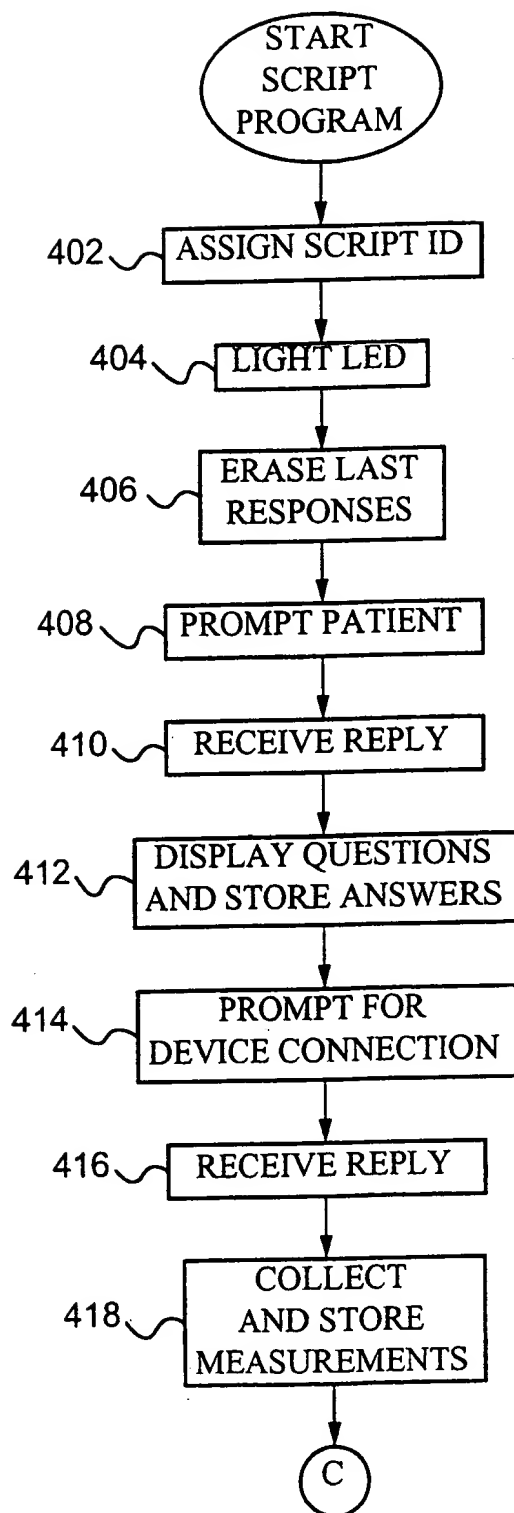 START
SCRIPT
PROGRAM
402
ASSIGN SCRIPT ID
404
LIGHT LED
406
ERASE LAST
RESPONSES
408
PROMPT PATIENT
410
RECEIVE REPLY
412
DISPLAY QUESTIONS
AND STORE ANSWERS
414
PROMPT FOR
DEVICE CONNECTION
416
RECEIVE REPLY
418
COLLECT
AND STORE
MEASUREMENTS
C